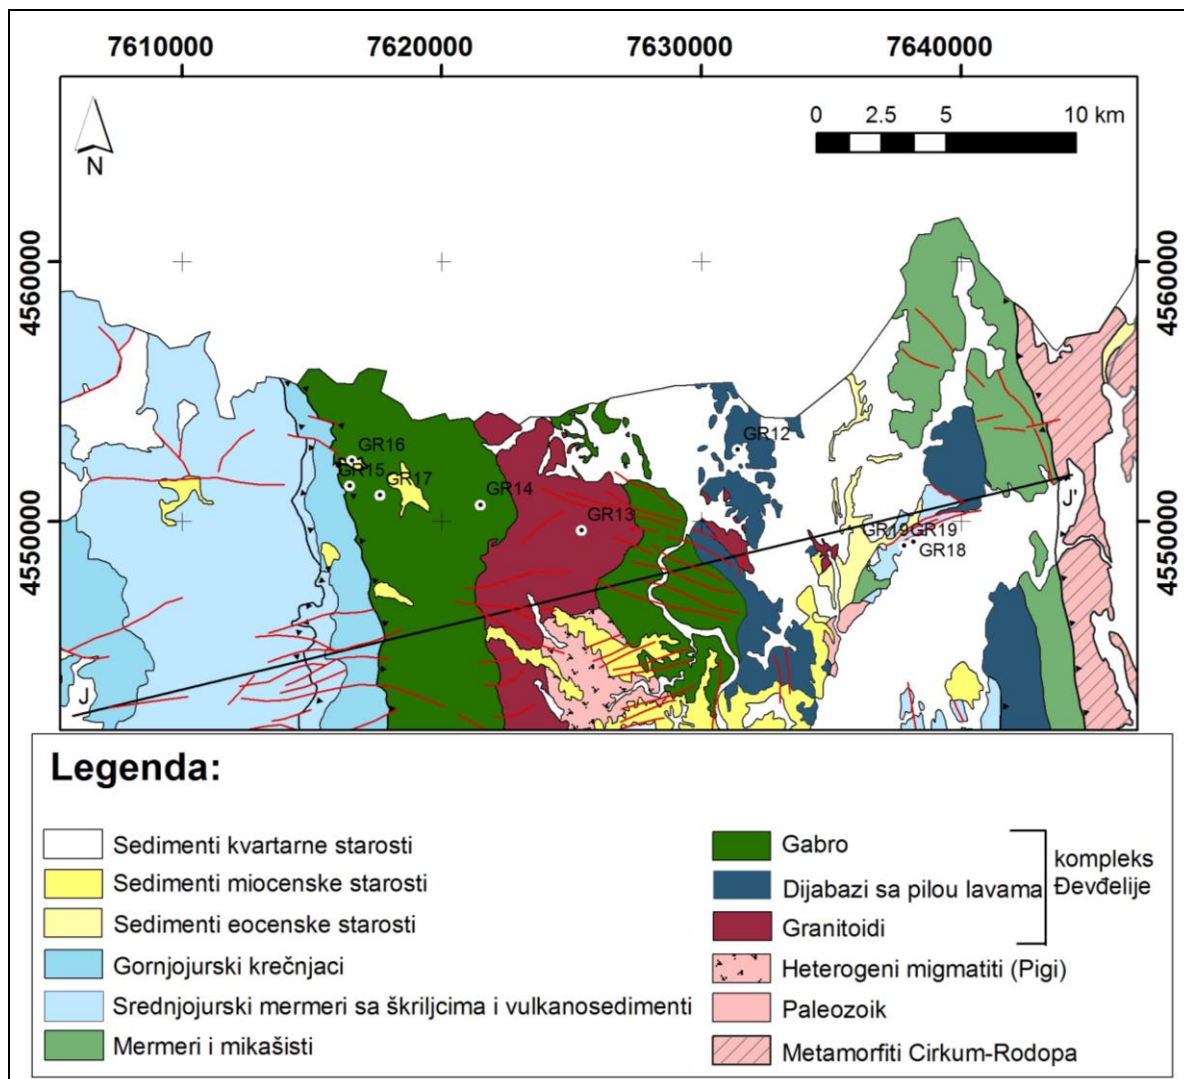 7610000 7620000 7630000 7640000
0 2.5 5 10 km
N
4560000 4560000
GR12
GR16
GR15
GR17
GR14
GR13
J'
4550000 4550000
GR19 GR19
GR18
J
Legenda:
Sedimenti kvartarne starosti
Sedimenti miocenske starosti
Sedimenti eocenske starosti
Gornjojurski krečnjaci
Srednjojurski mermeri sa škriljcima i vulkanosedimenti
Mermeri i mikašisti
Gabro
Dijabazi sa pilou lavama
Granitoidi
kompleks
Đevđelije
Heterogeni migmatiti (Pigi)
Paleozoik
Metamorfiti Cirkum-Rodopa